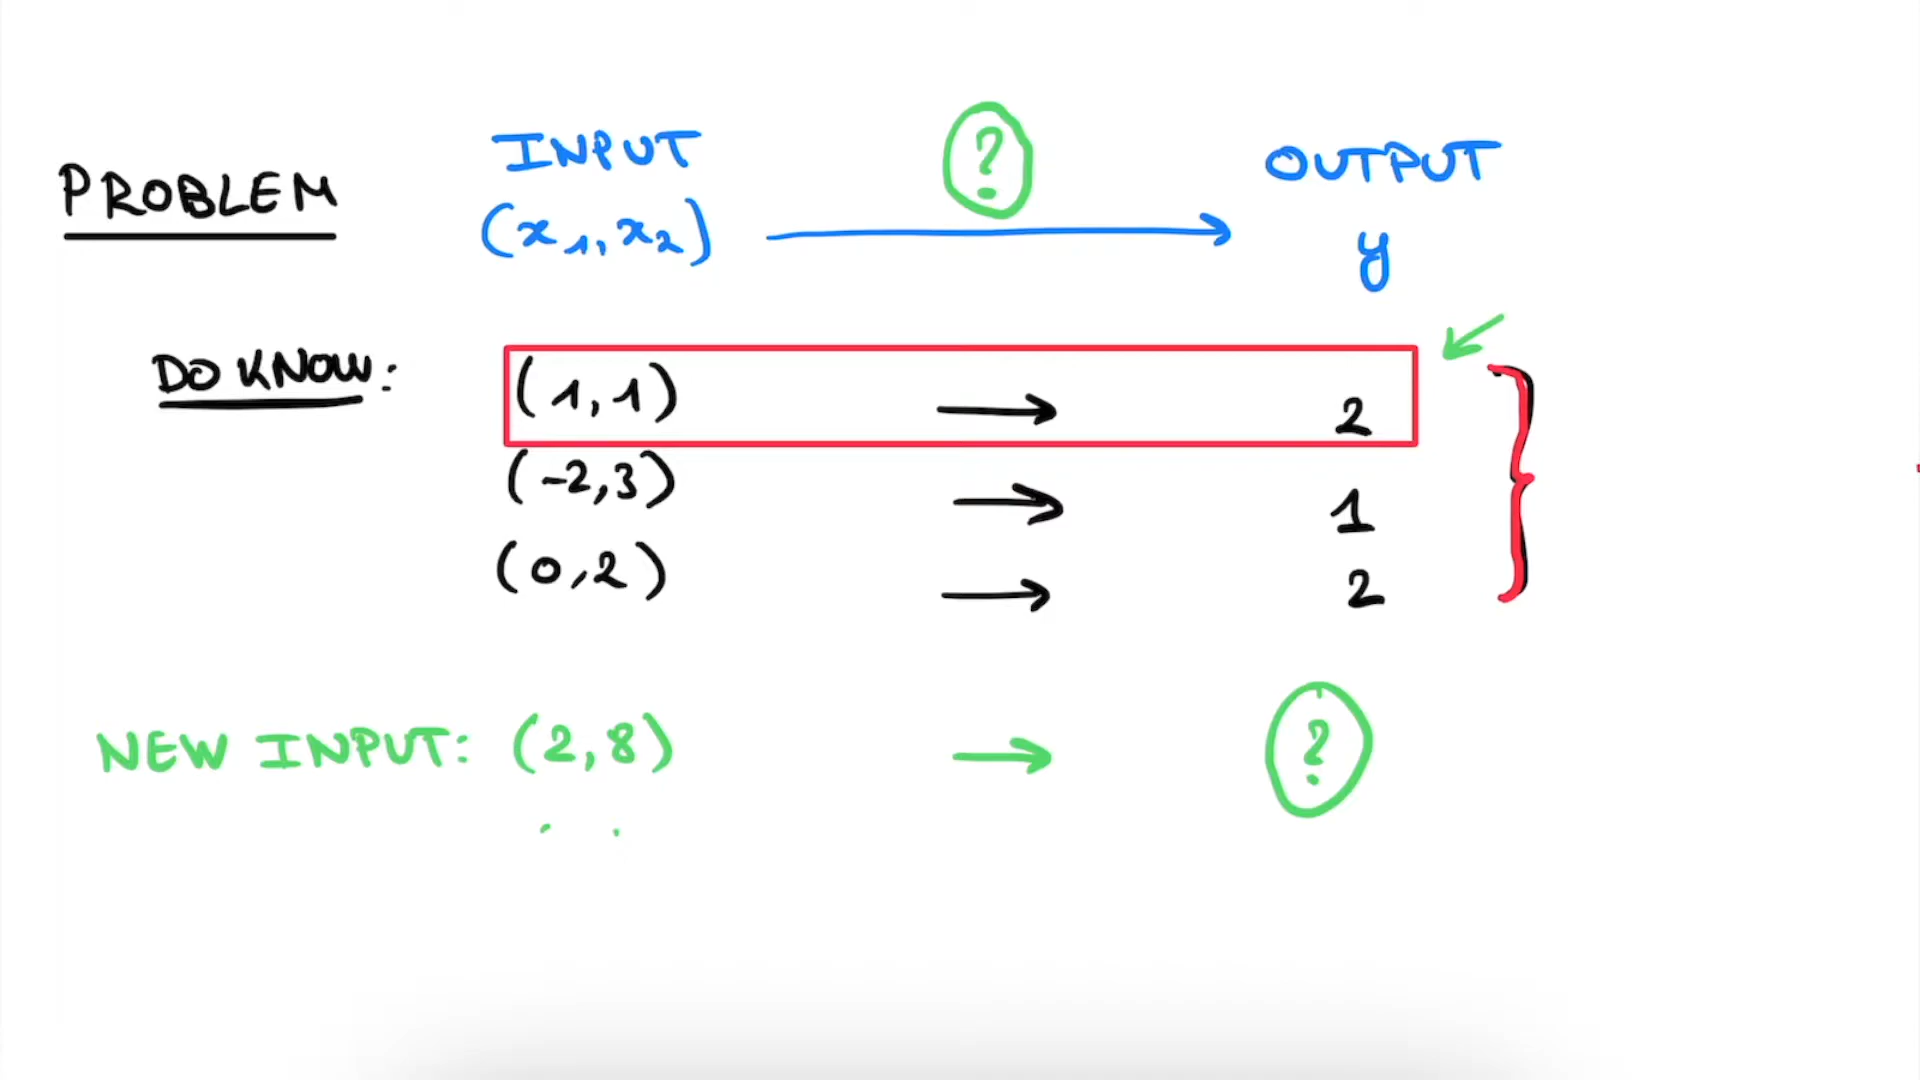 PROBLEM INPUT ? OUTPUT
(x1, x2) → y
DO KNOW: (1, 1) → 2
(-2, 3) → 1
(0, 2) → 2
NEW INPUT: (2, 8) → ?